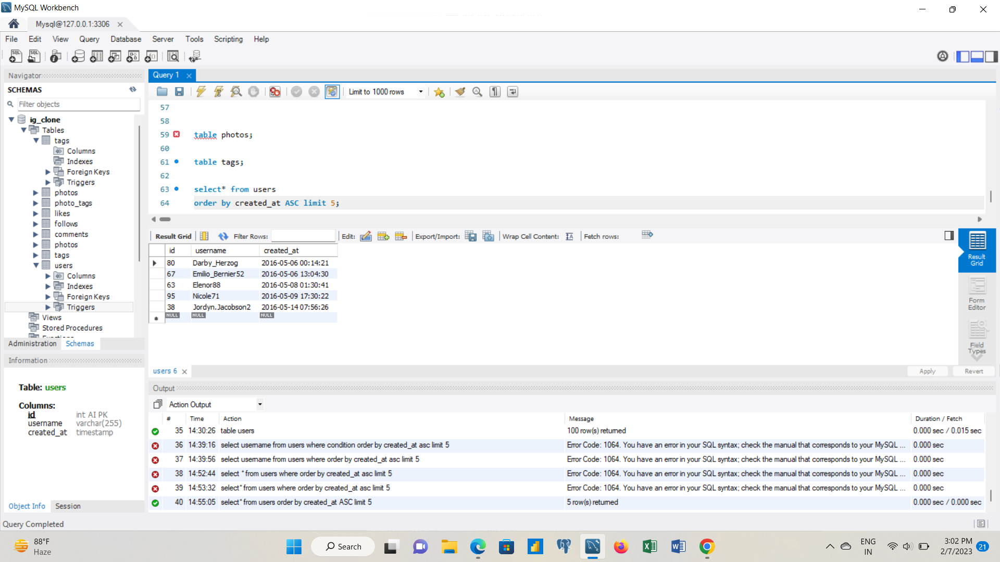 MySQL Workbench
Mysql@127.0.0.1:3306
File Edit View Query Database Server Tools Scripting Help
Navigator
SCHEMAS
Filter objects
ig_clone
Tables
tags
Columns
Indexes
Foreign Keys
Triggers
photos
photo_tags
likes
follows
comments
photos
tags
users
Columns
Indexes
Foreign Keys
Triggers
Views
Stored Procedures
Functions
Administration Schemas
Information
Table: users
Columns:
id int AI PK
username varchar(255)
created_at timestamp
Object Info Session
Query Completed
Query 1
Limit to 1000 rows
57
58
59 table photos;
60
61 table tags;
62
63 select* from users
64 order by created_at ASC limit 5;
Result Grid Filter Rows: Edit: Export/Import: Wrap Cell Content: Fetch rows:
id username created_at
80 Darby_Herzog 2016-05-06 00:14:21
67 Emilio_Bernier52 2016-05-06 13:04:30
63 Elenor88 2016-05-08 01:30:41
95 Nicole71 2016-05-09 17:30:22
38 Jordyn.Jacobson2 2016-05-14 07:56:26
NULL NULL NULL
Result
Grid
Form
Editor
Field
Types
users 6
Apply Revert
Output
Action Output
# Time Action Message Duration / Fetch
35 14:30:26 table users 100 row(s) returned 0.000 sec / 0.015 sec
36 14:39:16 select username from users where condition order by created_at asc limit 5 Error Code: 1064. You have an error in your SQL syntax; check the manual that corresponds to your MySQL ... 0.000 sec
37 14:39:56 select username from users where order by created_at asc limit 5 Error Code: 1064. You have an error in your SQL syntax; check the manual that corresponds to your MySQL ... 0.000 sec
38 14:52:44 select * from users where order by created_at asc limit 5 Error Code: 1064. You have an error in your SQL syntax; check the manual that corresponds to your MySQL ... 0.000 sec
39 14:53:32 select* from users where order by created_at asc limit 5 Error Code: 1064. You have an error in your SQL syntax; check the manual that corresponds to your MySQL ... 0.000 sec
40 14:55:05 select* from users order by created_at ASC limit 5 5 row(s) returned 0.000 sec / 0.000 sec
88°F
Haze
Search
ENG
IN
3:02 PM
2/7/2023
21